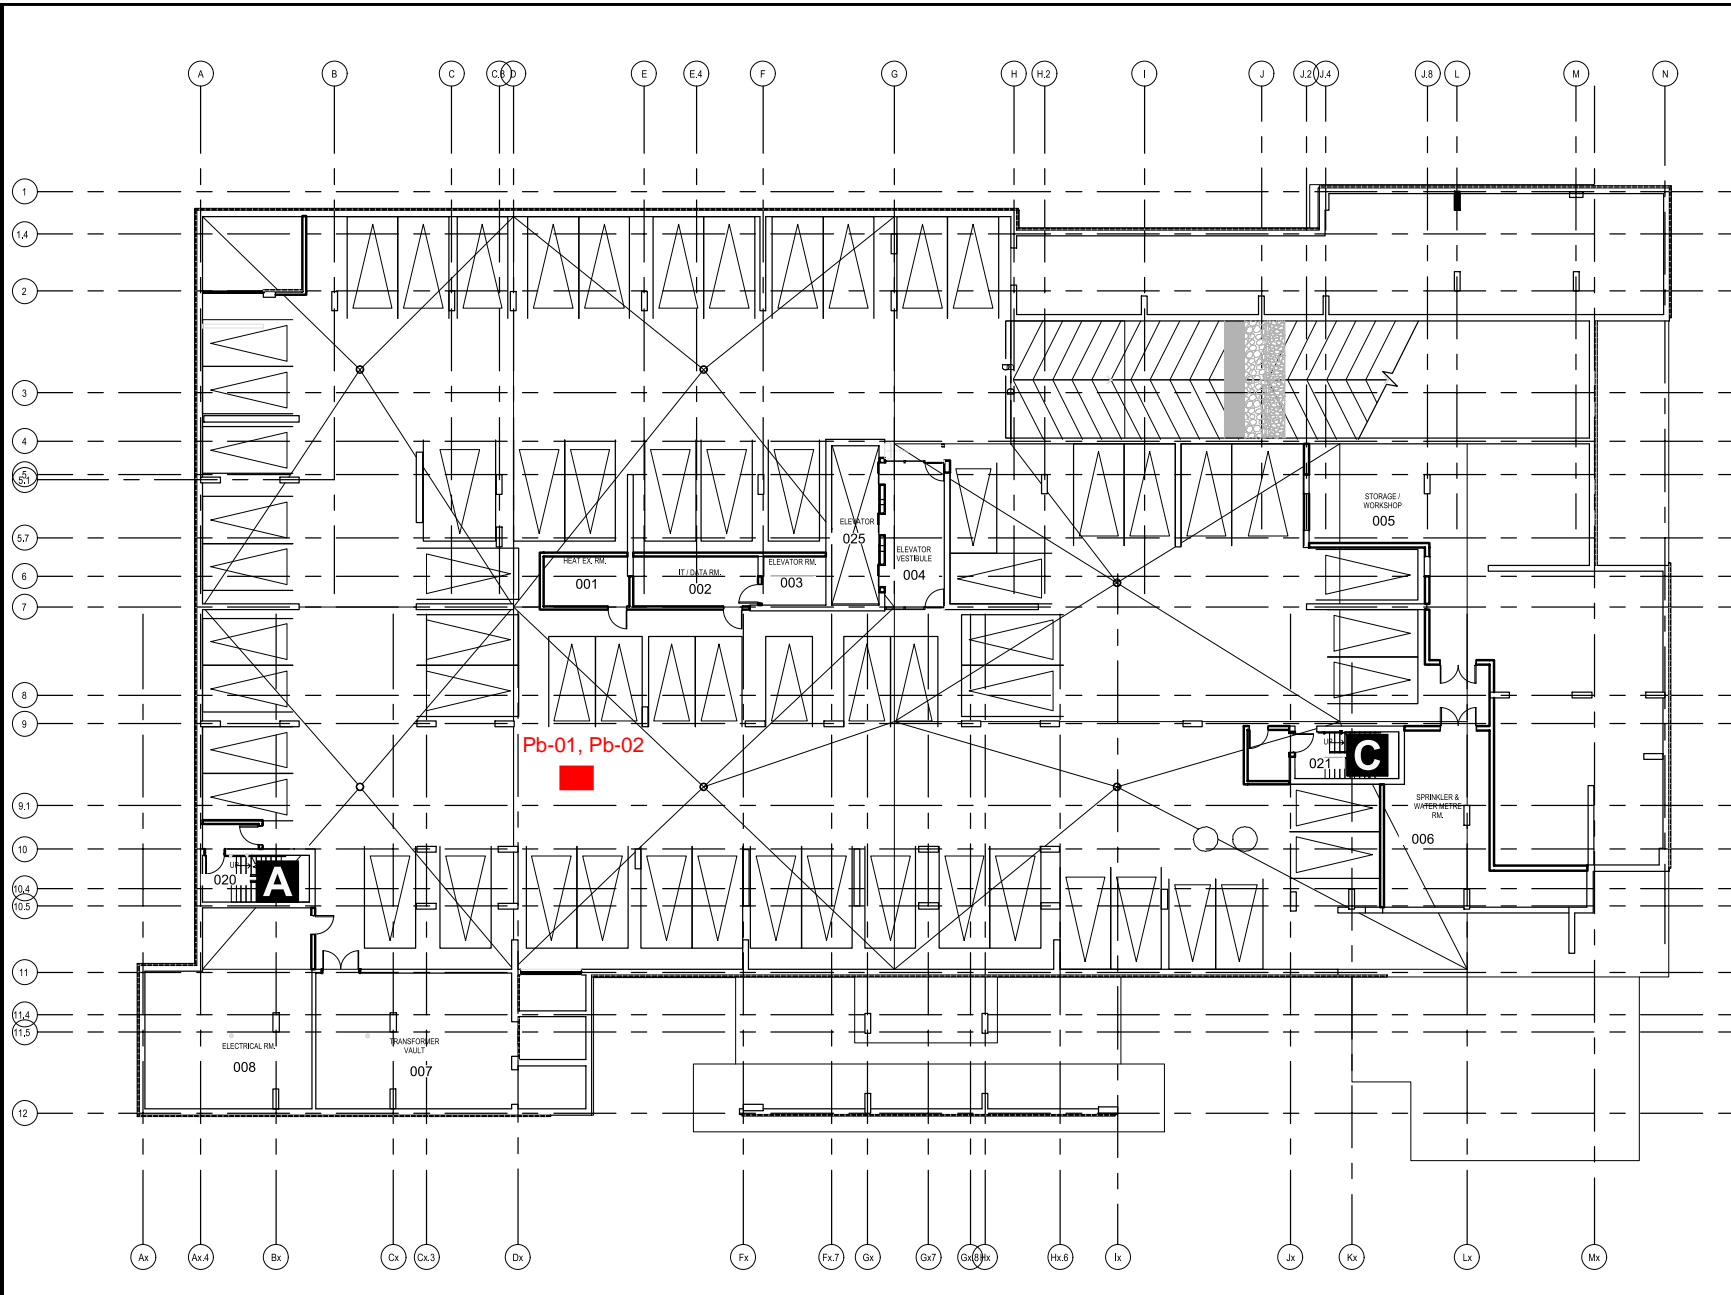 A B C C.8 D E E.4 F G H H.2 I J J.2 J.4 J.8 L M N
1
1.4
2
3
4
5.1
ELEVATOR
025
STORAGE /
WORKSHOP
005
5.7
ELEVATOR
VESTIBULE
004
HEAT EX. RM.
001
IT / DATA RM.
002
ELEVATOR RM.
003
6
7
8
9
Pb-01, Pb-02
UP
021
C
9.1
SPRINKLER &
WATER METRE
RM.
006
10
UP
020
A
10.4
10.5
11
11.4
11.5
ELECTRICAL RM.
008
TRANSFORMER
VAULT
007
12
Ax Ax.4 Bx Cx Cx.3 Dx Fx Fx.7 Gx Gx7 Gx.8 Hx Hx.6 Ix Jx Kx Lx Mx